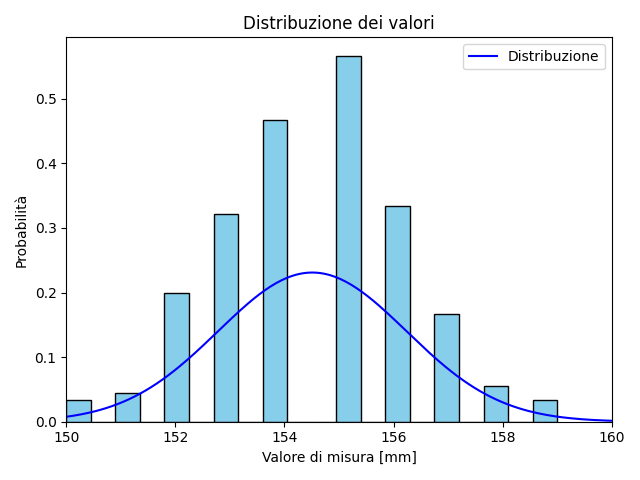 Distribuzione dei valori
Distribuzione
Probabilità
0.5
0.4
0.3
0.2
0.1
0.0
150 152 154 156 158 160
Valore di misura [mm]